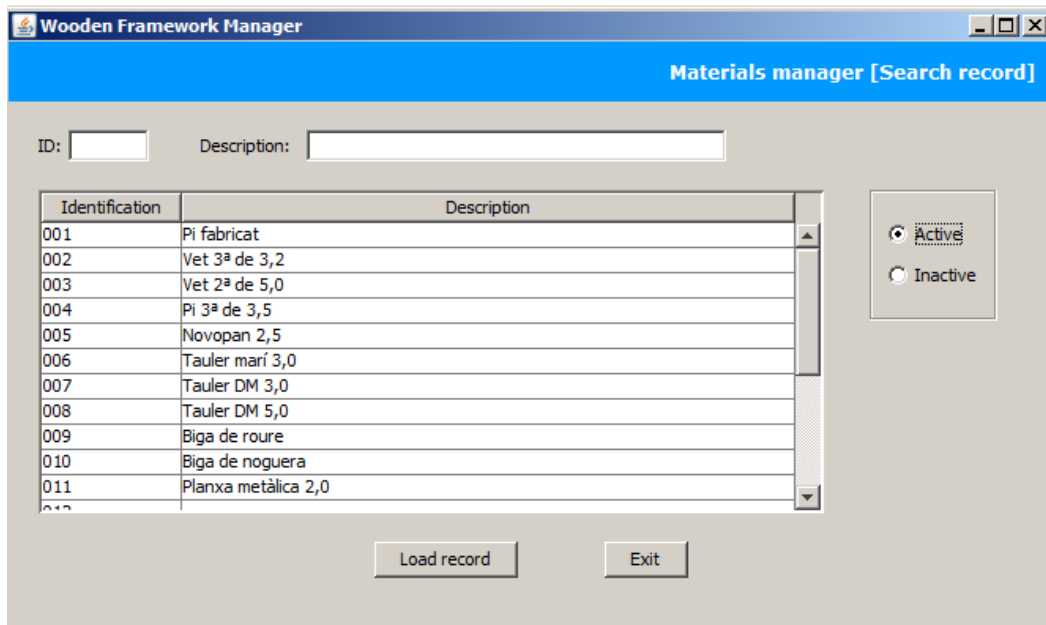 Wooden Framework Manager
Materials manager [Search record]
ID: Description:
Identification Description
001 Pi fabricat
Active
002 Vet 3ª de 3,2
Inactive
003 Vet 2ª de 5,0
004 Pi 3ª de 3,5
005 Novopan 2,5
006 Tauler marí 3,0
007 Tauler DM 3,0
008 Tauler DM 5,0
009 Biga de roure
010 Biga de noguera
011 Planxa metàlica 2,0
Load record Exit